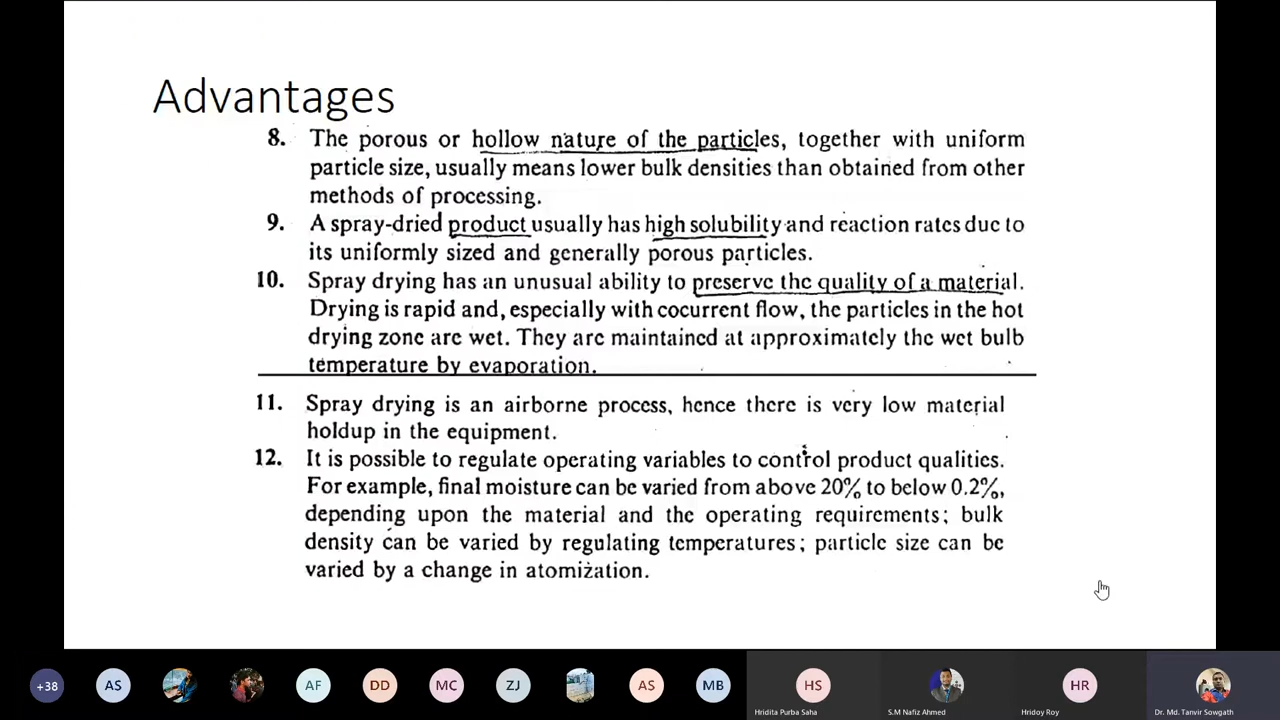 Advantages
8. The porous or hollow nature of the particles, together with uniform
particle size, usually means lower bulk densities than obtained from other
methods of processing.
9. A spray-dried product usually has high solubility and reaction rates due to
its uniformly sized and generally porous particles.
10. Spray drying has an unusual ability to preserve the quality of a material.
Drying is rapid and, especially with cocurrent flow, the particles in the hot
drying zone are wet. They are maintained at approximately the wet bulb
temperature by evaporation.
11. Spray drying is an airborne process, hence there is very low material
holdup in the equipment.
12. It is possible to regulate operating variables to control product qualities.
For example, final moisture can be varied from above 20% to below 0.2%,
depending upon the material and the operating requirements; bulk
density can be varied by regulating temperatures; particle size can be
varied by a change in atomization.
+38 AS AF DD MC ZJ AS MB HS HR
Hridita Purba Saha S.M Nafiz Ahmed Hridoy Roy Dr. Md. Tanvir Sowgath